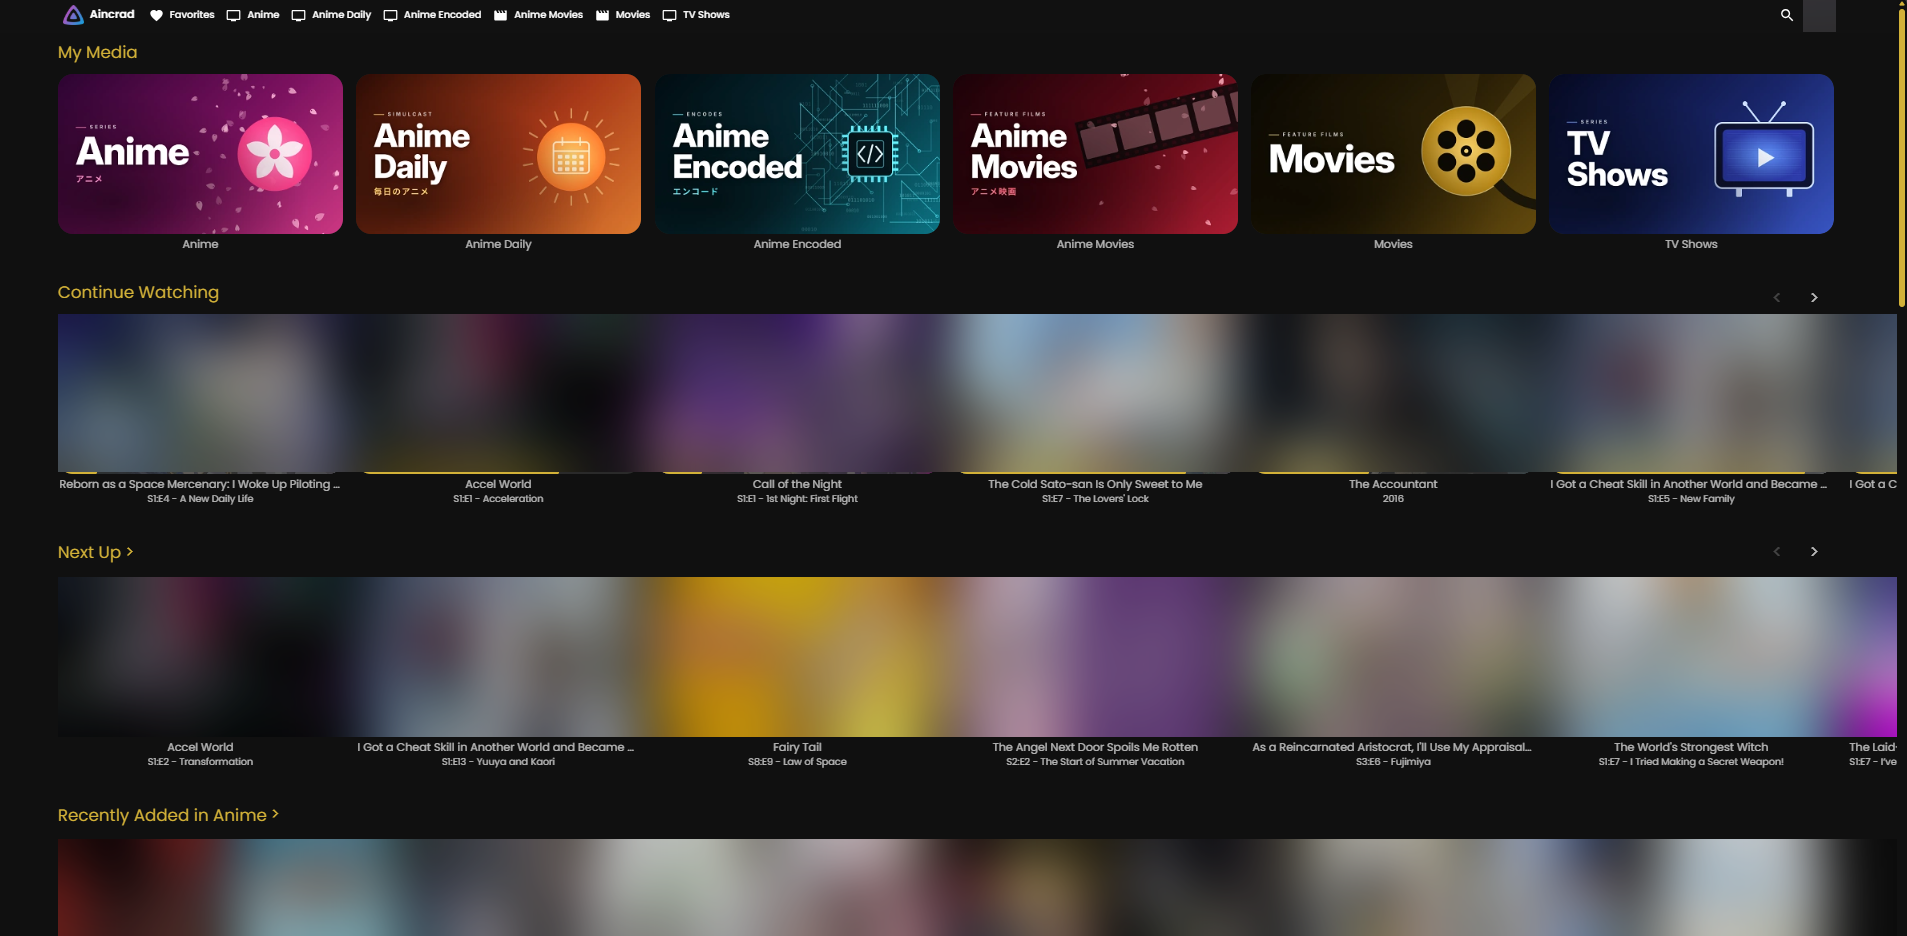 Aincrad
Favorites
Anime
Anime Daily
Anime Encoded
Anime Movies
Movies
TV Shows
My Media
SERIES
Anime
アニメ
SIMULCAST
Anime
Daily
毎日のアニメ
ENCODES
Anime
Encoded
エンコード
FEATURE FILMS
Anime
Movies
アニメ映画
FEATURE FILMS
Movies
SERIES
TV
Shows
Anime
Anime Daily
Anime Encoded
Anime Movies
Movies
TV Shows
Continue Watching
Reborn as a Space Mercenary: I Woke Up Piloting ...
S1:E4 - A New Daily Life
Accel World
S1:E1 - Acceleration
Call of the Night
S1:E1 - 1st Night: First Flight
The Cold Sato-san Is Only Sweet to Me
S1:E7 - The Lovers' Lock
The Accountant
2016
I Got a Cheat Skill in Another World and Became ...
S1:E5 - New Family
I Got a C
Next Up >
Accel World
S1:E2 - Transformation
I Got a Cheat Skill in Another World and Became ...
S1:E13 - Yuuya and Kaori
Fairy Tail
S8:E9 - Law of Space
The Angel Next Door Spoils Me Rotten
S2:E2 - The Start of Summer Vacation
As a Reincarnated Aristocrat, I'll Use My Appraisal...
S3:E6 - Fujimiya
The World's Strongest Witch
S1:E7 - I Tried Making a Secret Weapon!
The Laid-
S1:E7 - I've
Recently Added in Anime >